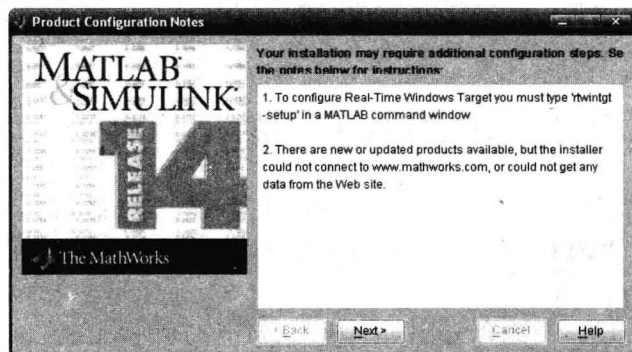 Product Configuration Notes
MATLAB
& SIMULINK
RELEASE
14
The MathWorks
Your installation may require additional configuration steps. Se
the notes below for instructions:
1. To configure Real-Time Windows Target you must type 'rtwintgt
-setup' in a MATLAB command window
2. There are new or updated products available, but the installer
could not connect to www.mathworks.com, or could not get any
data from the Web site.
< Back
Next >
Cancel
Help